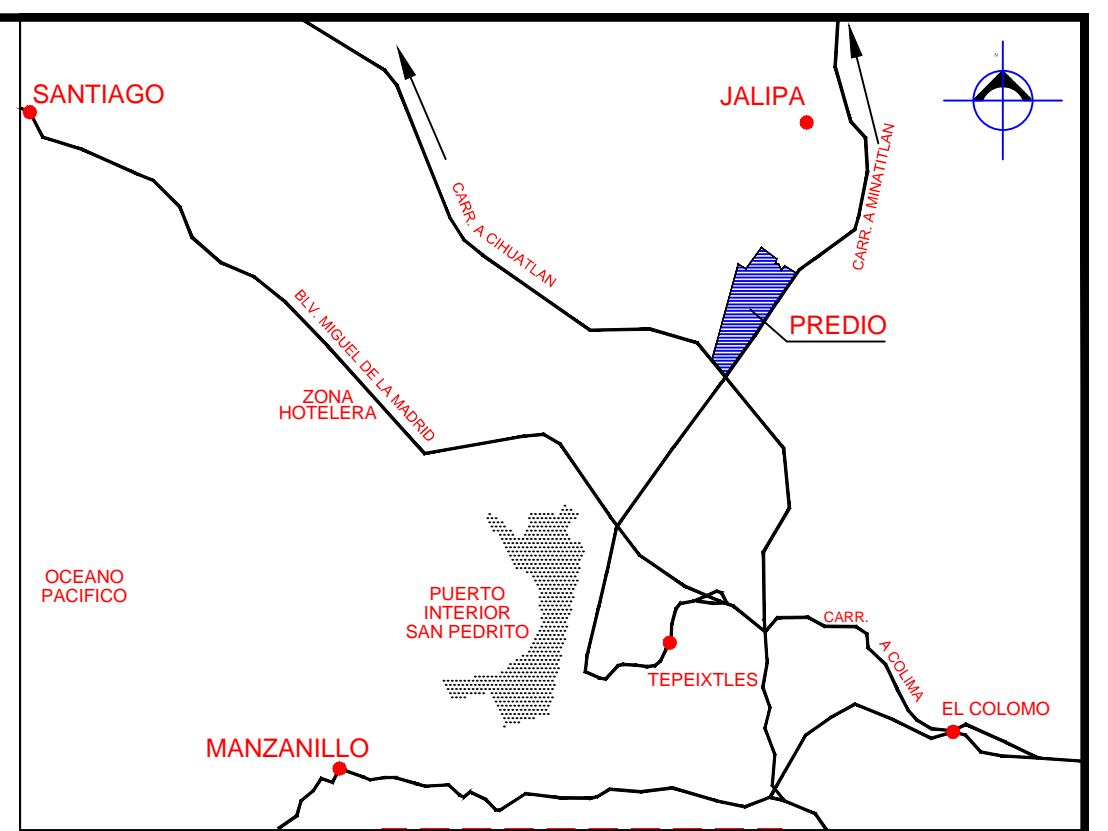 N
SANTIAGO
JALIPA
CARR. A MINATITLAN
CARR. A CIHUATLAN
PREDIO
BLV. MIGUEL DE LA MADRID
ZONA
HOTELERA
OCEANO
PACIFICO
PUERTO
INTERIOR
SAN PEDRITO
CARR.
A COLIMA
TEPEIXTLES
EL COLOMO
MANZANILLO